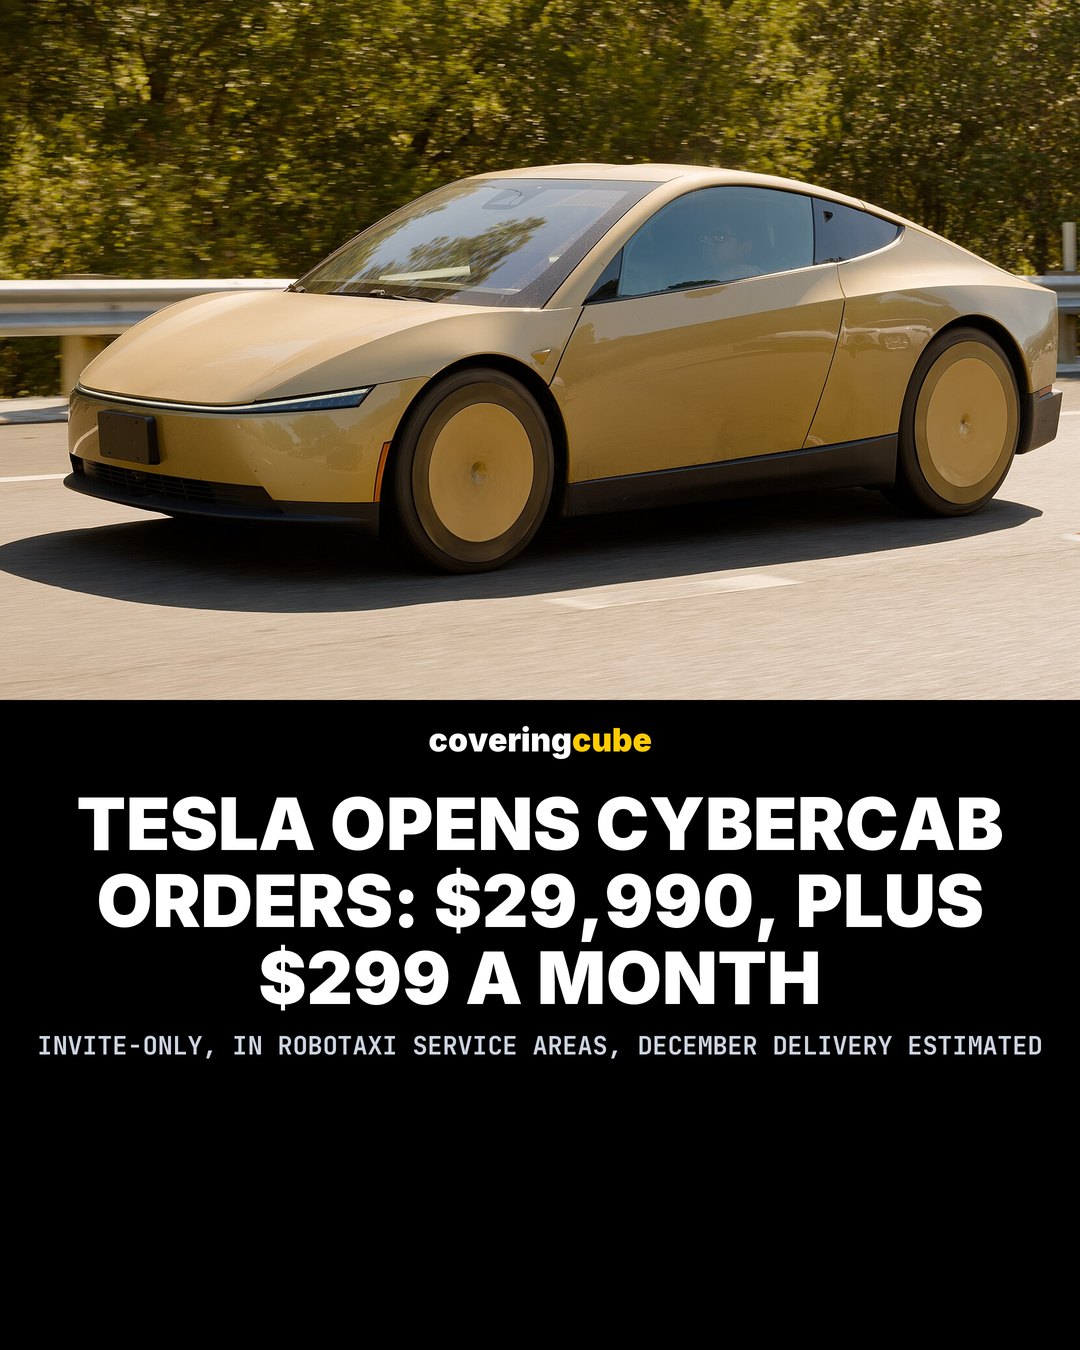 coveringcube
TESLA OPENS CYBERCAB
ORDERS: $29,990, PLUS
$299 A MONTH
INVITE-ONLY, IN ROBOTAXI SERVICE AREAS, DECEMBER DELIVERY ESTIMATED